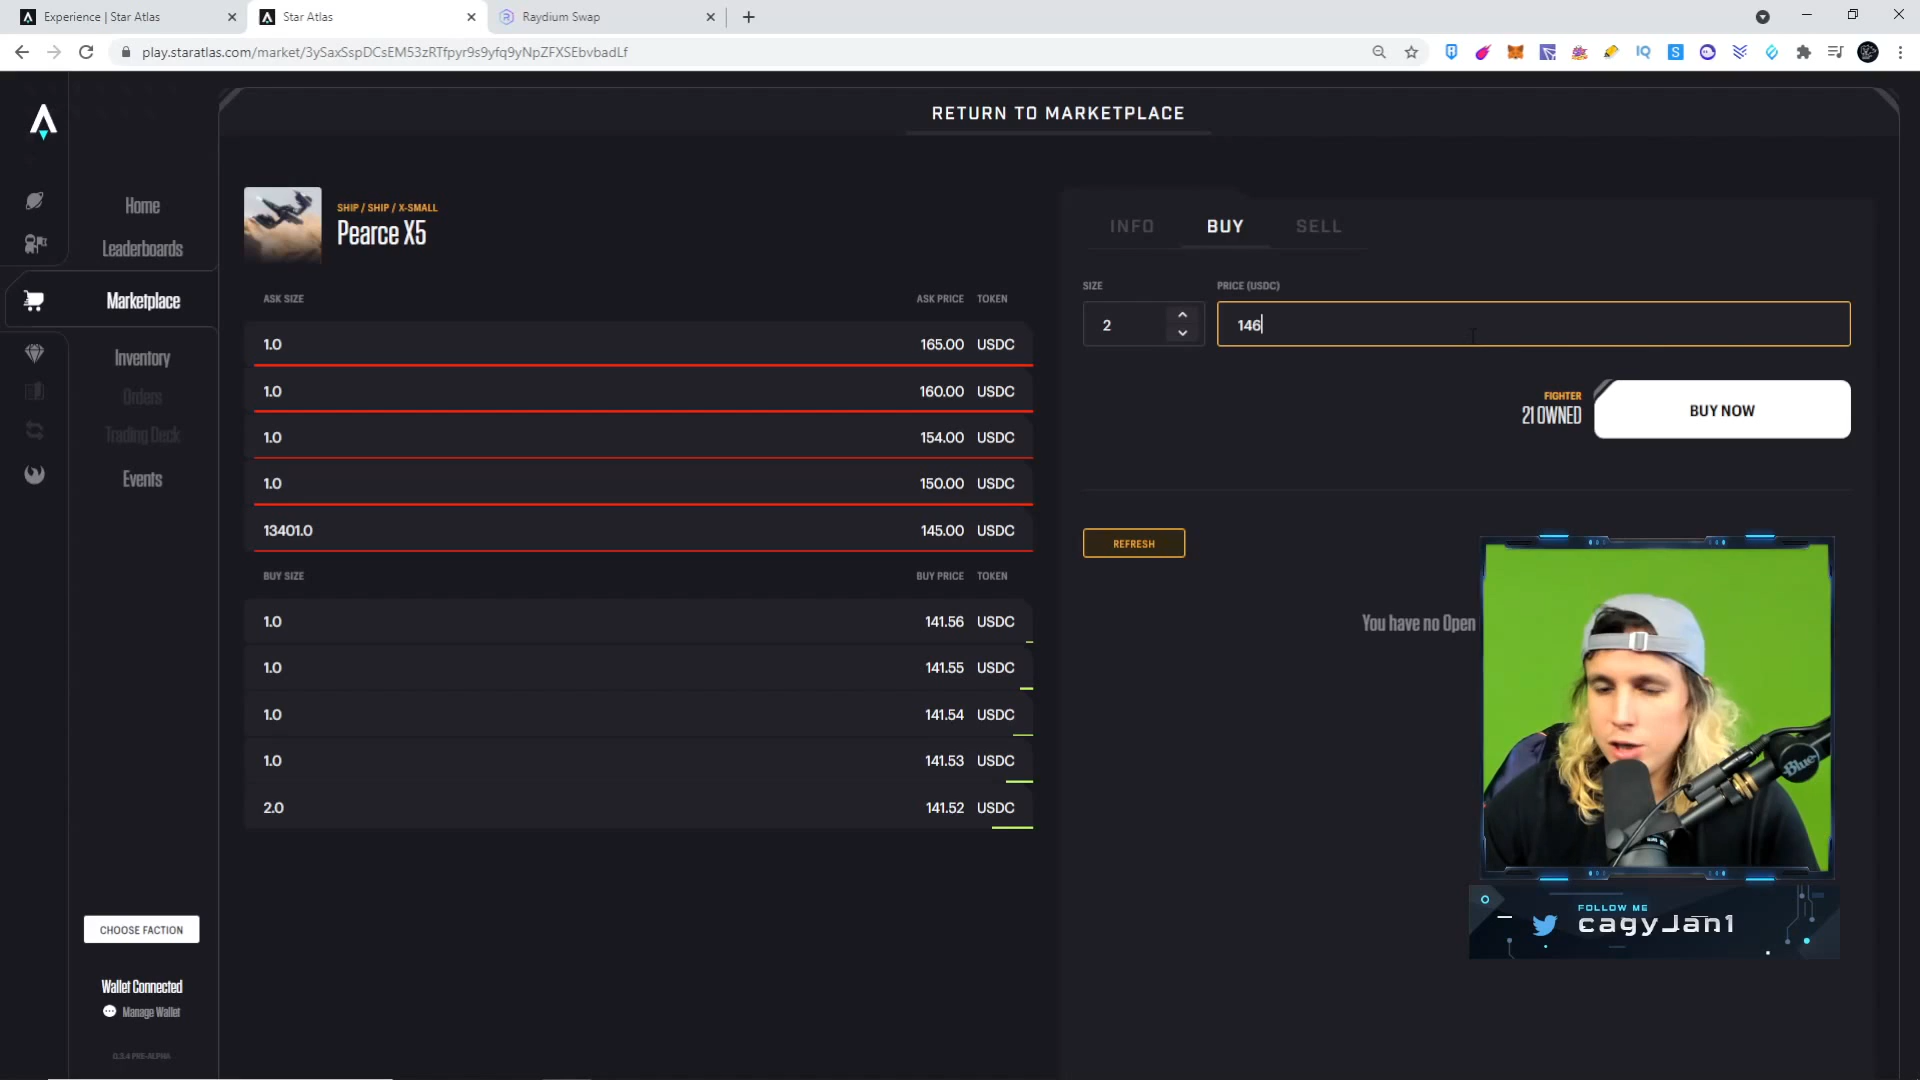 Experience | Star Atlas
Star Atlas
Raydium Swap
play.staratlas.com/market/3ySaxSspDCsEM53zRTfpyr9s9yfq9yNpZFXSEbvbadLf
RETURN TO MARKETPLACE
Home
Leaderboards
Marketplace
Inventory
Orders
Trading Deck
Events
CHOOSE FACTION
Wallet Connected
Manage Wallet
0.3.4 PRE-ALPHA
SHIP / SHIP / X-SMALL
Pearce X5
ASK SIZE ASK PRICE TOKEN
1.0 165.00 USDC
1.0 160.00 USDC
1.0 154.00 USDC
1.0 150.00 USDC
13401.0 145.00 USDC
BUY SIZE BUY PRICE TOKEN
1.0 141.56 USDC
1.0 141.55 USDC
1.0 141.54 USDC
1.0 141.53 USDC
2.0 141.52 USDC
INFO BUY SELL
SIZE PRICE (USDC)
2 146
FIGHTER
21 OWNED
BUY NOW
REFRESH
You have no Open
Blue
FOLLOW ME
cagyJan1